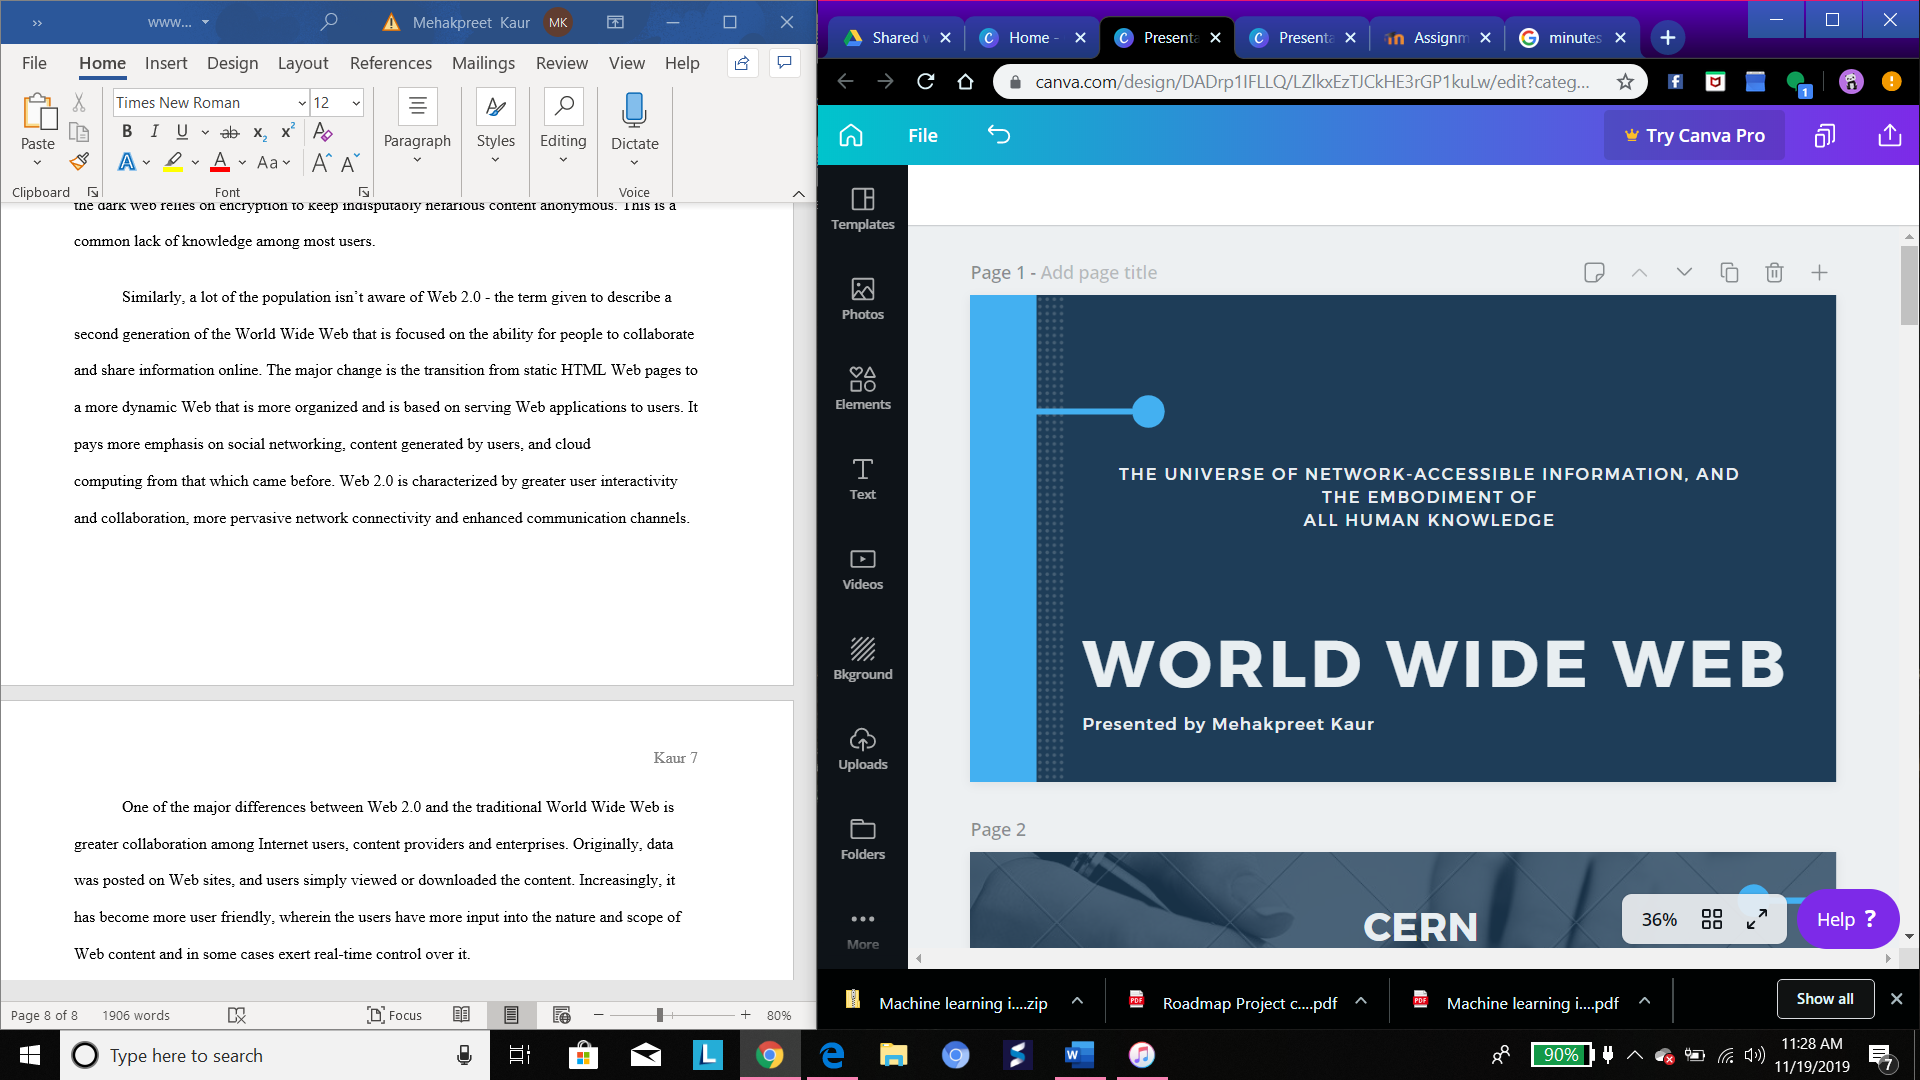 www...
Mehakpreet Kaur
MK
File Home Insert Design Layout References Mailings Review View Help
Times New Roman
12
B I U ab x₂ x²
Aa
Paste
Paragraph
Styles
Editing
Dictate
Clipboard
Font
Voice
the dark web relies on encryption to keep indisputably nefarious content anonymous. This is a
common lack of knowledge among most users.
Similarly, a lot of the population isn’t aware of Web 2.0 - the term given to describe a
second generation of the World Wide Web that is focused on the ability for people to collaborate
and share information online. The major change is the transition from static HTML Web pages to
a more dynamic Web that is more organized and is based on serving Web applications to users. It
pays more emphasis on social networking, content generated by users, and cloud
computing from that which came before. Web 2.0 is characterized by greater user interactivity
and collaboration, more pervasive network connectivity and enhanced communication channels.
Kaur 7
One of the major differences between Web 2.0 and the traditional World Wide Web is
greater collaboration among Internet users, content providers and enterprises. Originally, data
was posted on Web sites, and users simply viewed or downloaded the content. Increasingly, it
has become more user friendly, wherein the users have more input into the nature and scope of
Web content and in some cases exert real-time control over it.
Page 8 of 8
1906 words
Focus
80%
Shared w
Home -
Presenta
Presenta
Assignm
minutes
canva.com/design/DADrp1IFLLQ/LZlkxEzTJCkHE3rGP1kuLw/edit?categ...
1
File
Try Canva Pro
Templates
Photos
Elements
Text
Videos
Bkground
Uploads
Folders
More
Page 1 - Add page title
THE UNIVERSE OF NETWORK-ACCESSIBLE INFORMATION, AND
THE EMBODIMENT OF
ALL HUMAN KNOWLEDGE
WORLD WIDE WEB
Presented by Mehakpreet Kaur
Page 2
CERN
36%
Help ?
Machine learning i....zip
Roadmap Project c....pdf
Machine learning i....pdf
Show all
Type here to search
90%
11:28 AM
11/19/2019
7